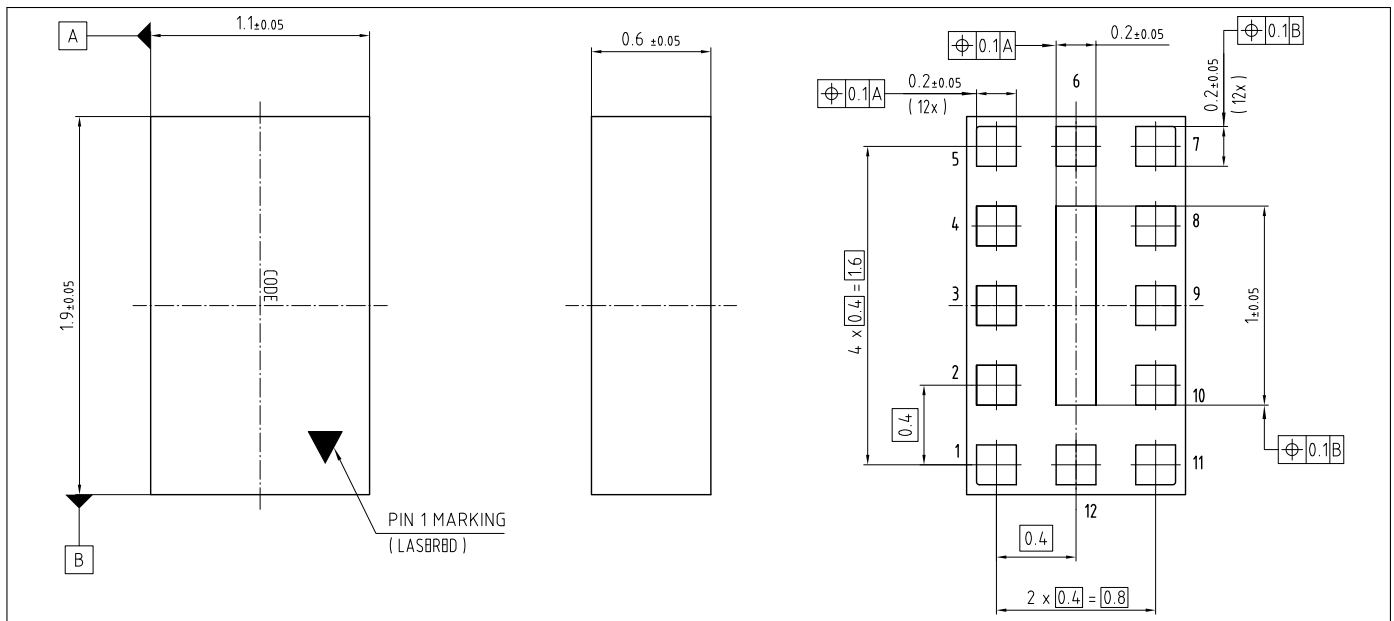 A
1.1±0.05
1.9±0.05
CODE
PIN 1 MARKING
( LASBRBD )
B
0.6 ±0.05
⌖ 0.1 A
0.2±0.05
⌖ 0.1 B
⌖ 0.1 A
0.2±0.05
( 12x )
6
0.2±0.05
( 12x )
5
7
4
8
3
9
2
10
1
11
12
4 x 0.4 = 1.6
0.4
1±0.05
⌖ 0.1 B
0.4
2 x 0.4 = 0.8